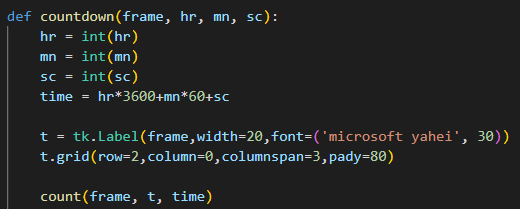 def countdown(frame, hr, mn, sc):
    hr = int(hr)
    mn = int(mn)
    sc = int(sc)
    time = hr*3600+mn*60+sc

    t = tk.Label(frame,width=20,font=('microsoft yahei', 30))
    t.grid(row=2,column=0,columnspan=3,pady=80)

    count(frame, t, time)